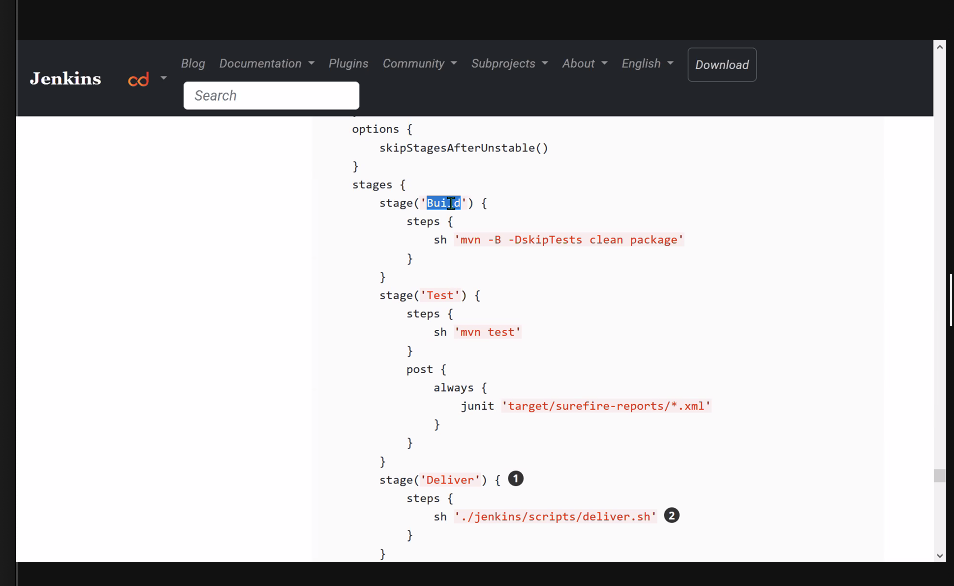 Jenkins
cd
Blog Documentation Plugins Community Subprojects About English Download
Search
options {
skipStagesAfterUnstable()
}
stages {
stage('Build') {
steps {
sh 'mvn -B -DskipTests clean package'
}
}
stage('Test') {
steps {
sh 'mvn test'
}
post {
always {
junit 'target/surefire-reports/*.xml'
}
}
}
stage('Deliver') { 1
steps {
sh './jenkins/scripts/deliver.sh' 2
}
}